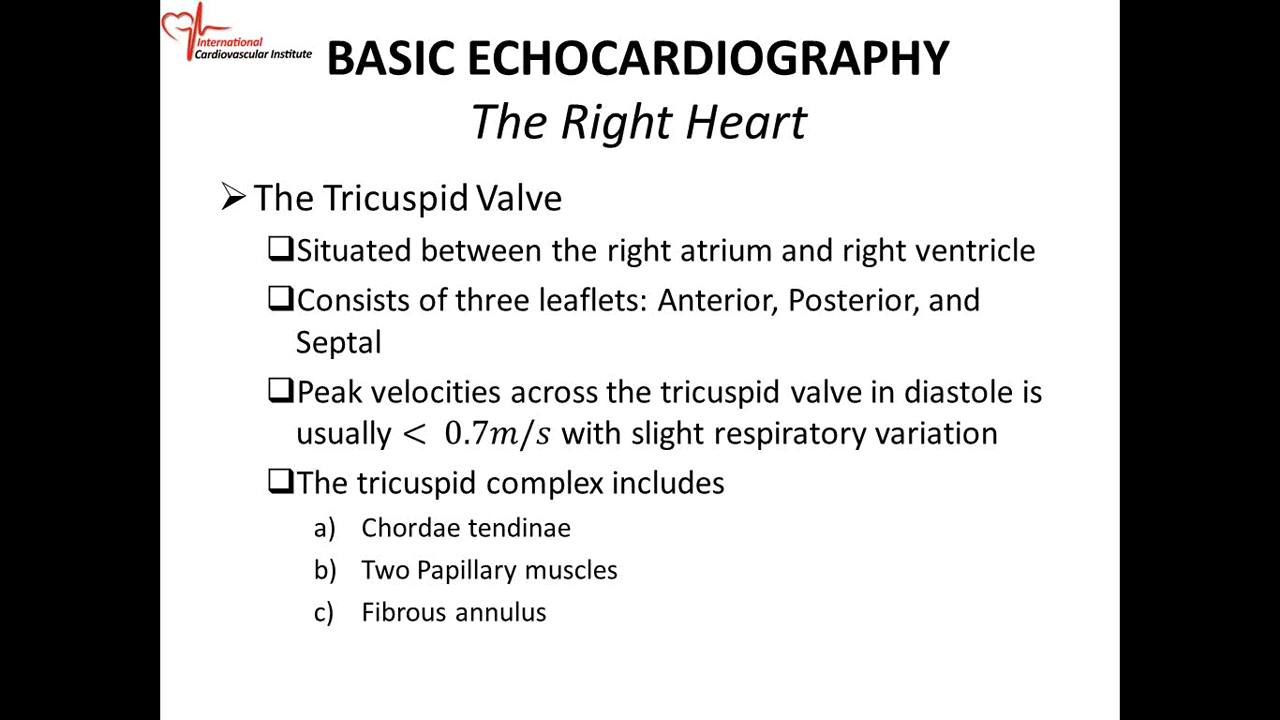 International
Cardiovascular Institute
BASIC ECHOCARDIOGRAPHY
The Right Heart
➢ The Tricuspid Valve
❑Situated between the right atrium and right ventricle
❑Consists of three leaflets: Anterior, Posterior, and
Septal
❑Peak velocities across the tricuspid valve in diastole is
usually < 0.7m/s with slight respiratory variation
❑The tricuspid complex includes
a) Chordae tendinae
b) Two Papillary muscles
c) Fibrous annulus